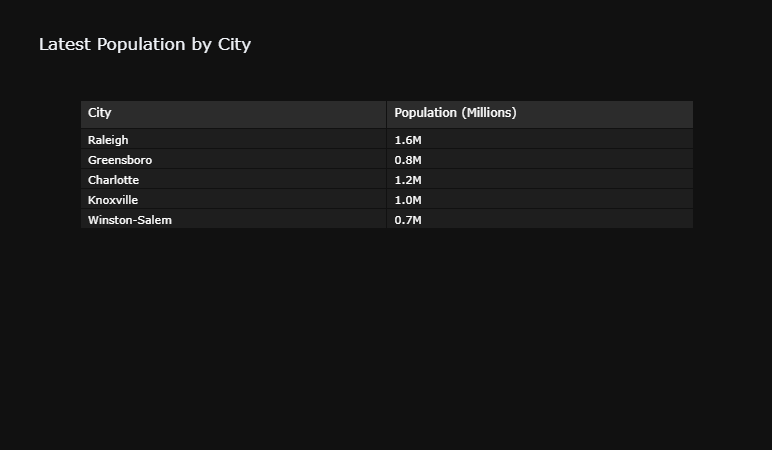 Latest Population by City
City Population (Millions)
Raleigh 1.6M
Greensboro 0.8M
Charlotte 1.2M
Knoxville 1.0M
Winston-Salem 0.7M